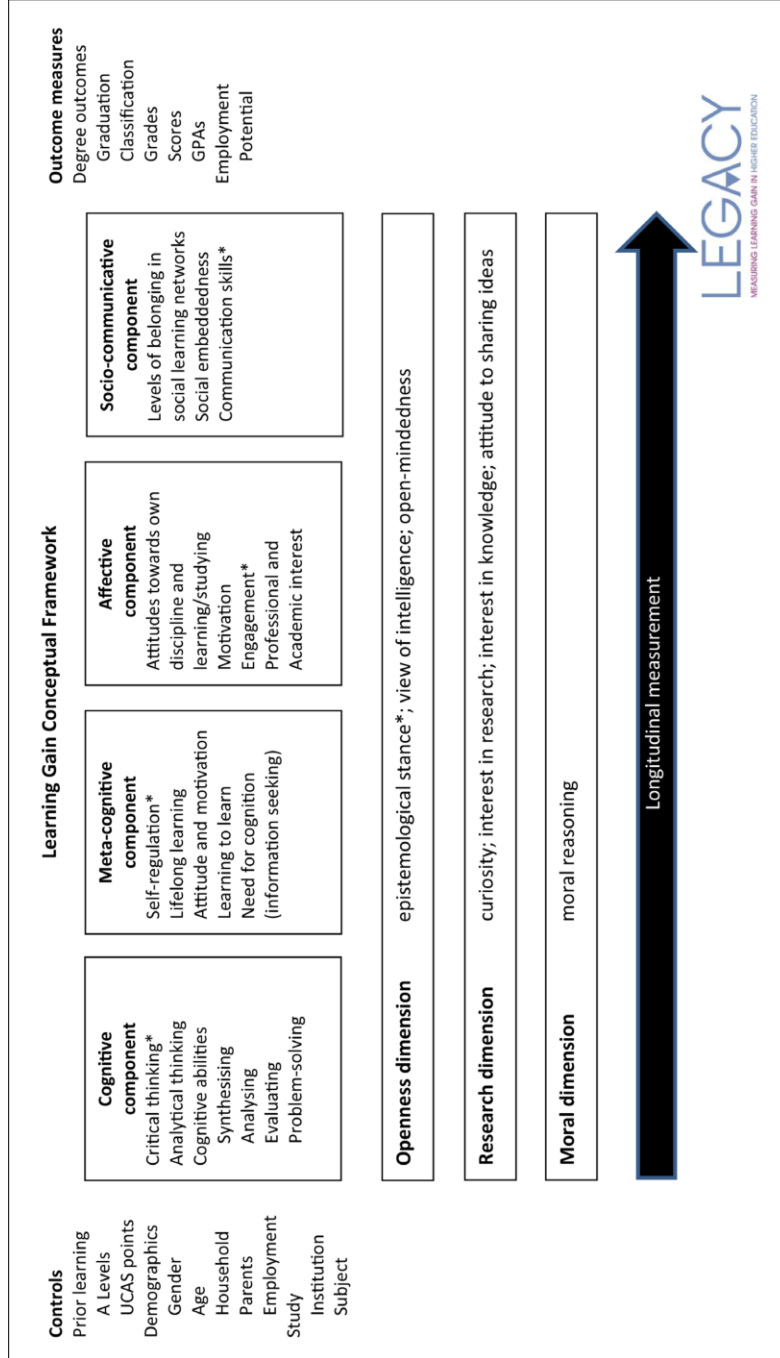 Learning Gain Conceptual Framework
Controls
Prior learning
A Levels
UCAS points
Demographics
Gender
Age
Household
Parents
Employment
Study
Institution
Subject
Cognitive
component
Critical thinking*
Analytical thinking
Cognitive abilities
Synthesising
Analysing
Evaluating
Problem-solving
Meta-cognitive
component
Self-regulation*
Lifelong learning
Attitude and motivation
Learning to learn
Need for cognition
(information seeking)
Affective
component
Attitudes towards own
discipline and
learning/studying
Motivation
Engagement*
Professional and
Academic interest
Socio-communicative
component
Levels of belonging in
social learning networks
Social embeddedness
Communication skills*
Outcome measures
Degree outcomes
Graduation
Classification
Grades
Scores
GPAs
Employment
Potential
Openness dimension epistemological stance*; view of intelligence; open-mindedness
Research dimension curiosity; interest in research; interest in knowledge; attitude to sharing ideas
Moral dimension moral reasoning
Longitudinal measurement
LEGACY
MEASURING LEARNING GAIN IN HIGHER EDUCATION